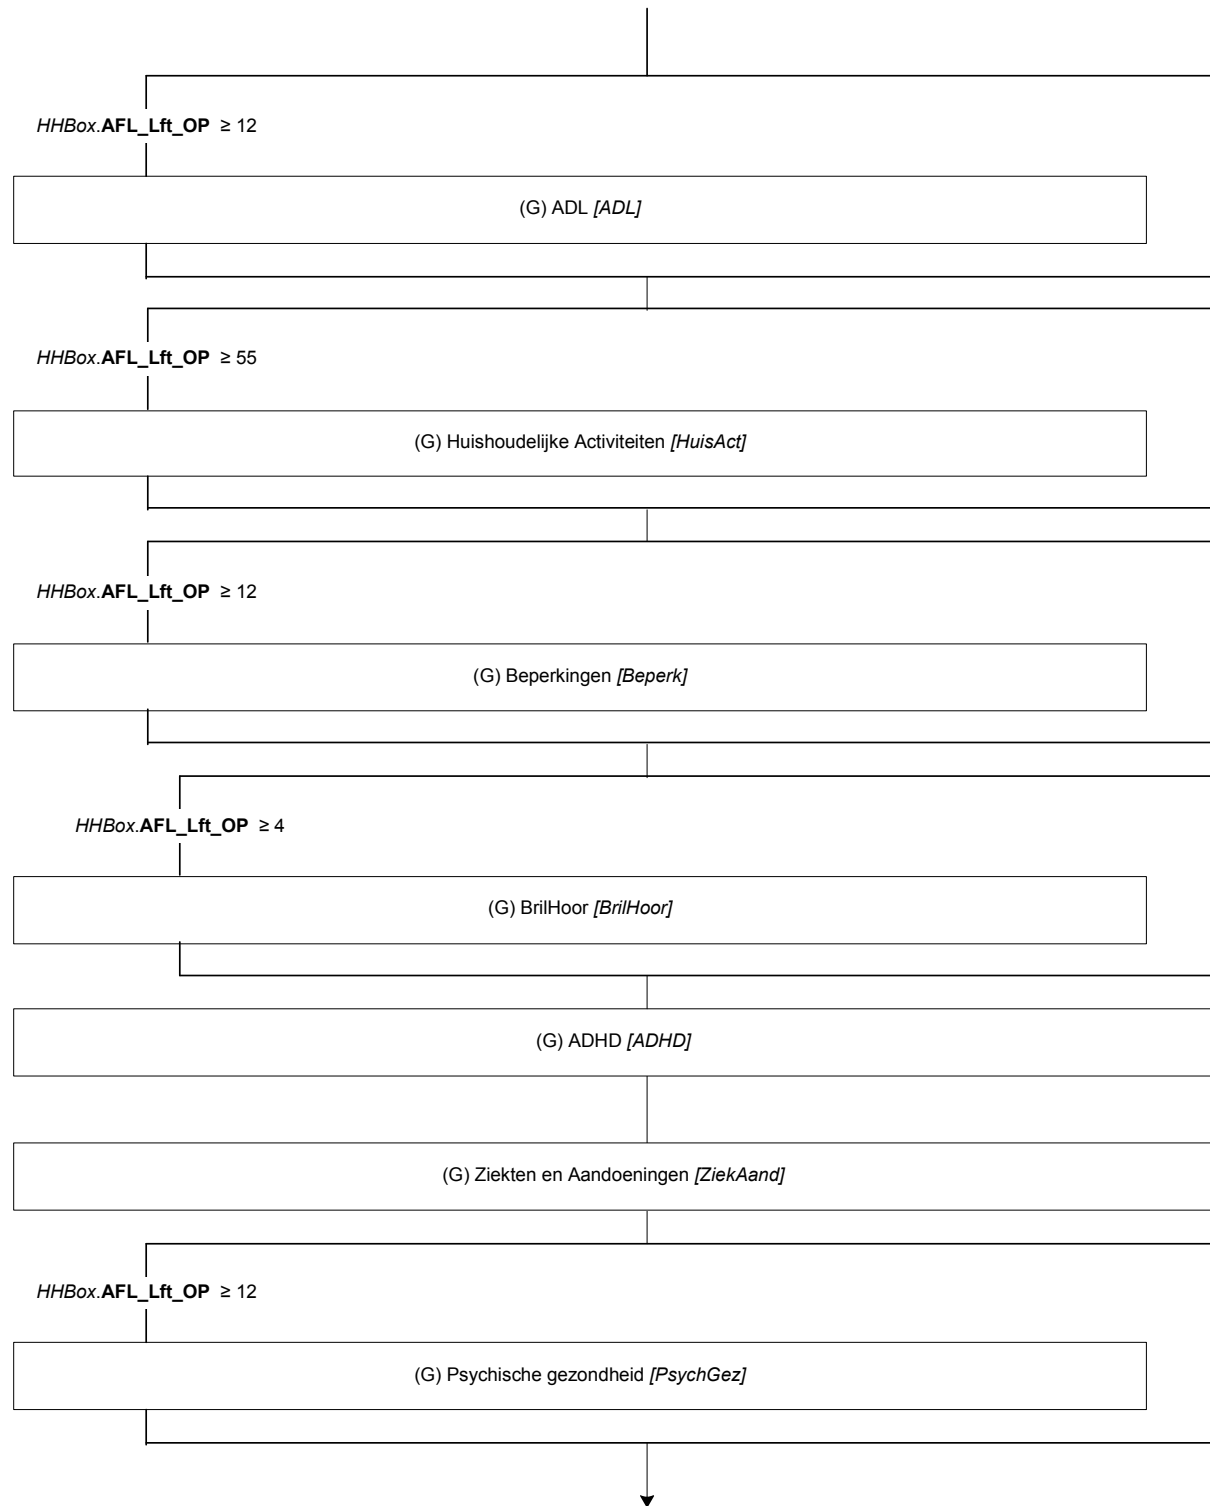 HHBox.AFL_Lft_OP ≥ 12
(G) ADL [ADL]
HHBox.AFL_Lft_OP ≥ 55
(G) Huishoudelijke Activiteiten [HuisAct]
HHBox.AFL_Lft_OP ≥ 12
(G) Beperkingen [Beperk]
HHBox.AFL_Lft_OP ≥ 4
(G) BrilHoor [BrilHoor]
(G) ADHD [ADHD]
(G) Ziekten en Aandoeningen [ZiekAand]
HHBox.AFL_Lft_OP ≥ 12
(G) Psychische gezondheid [PsychGez]